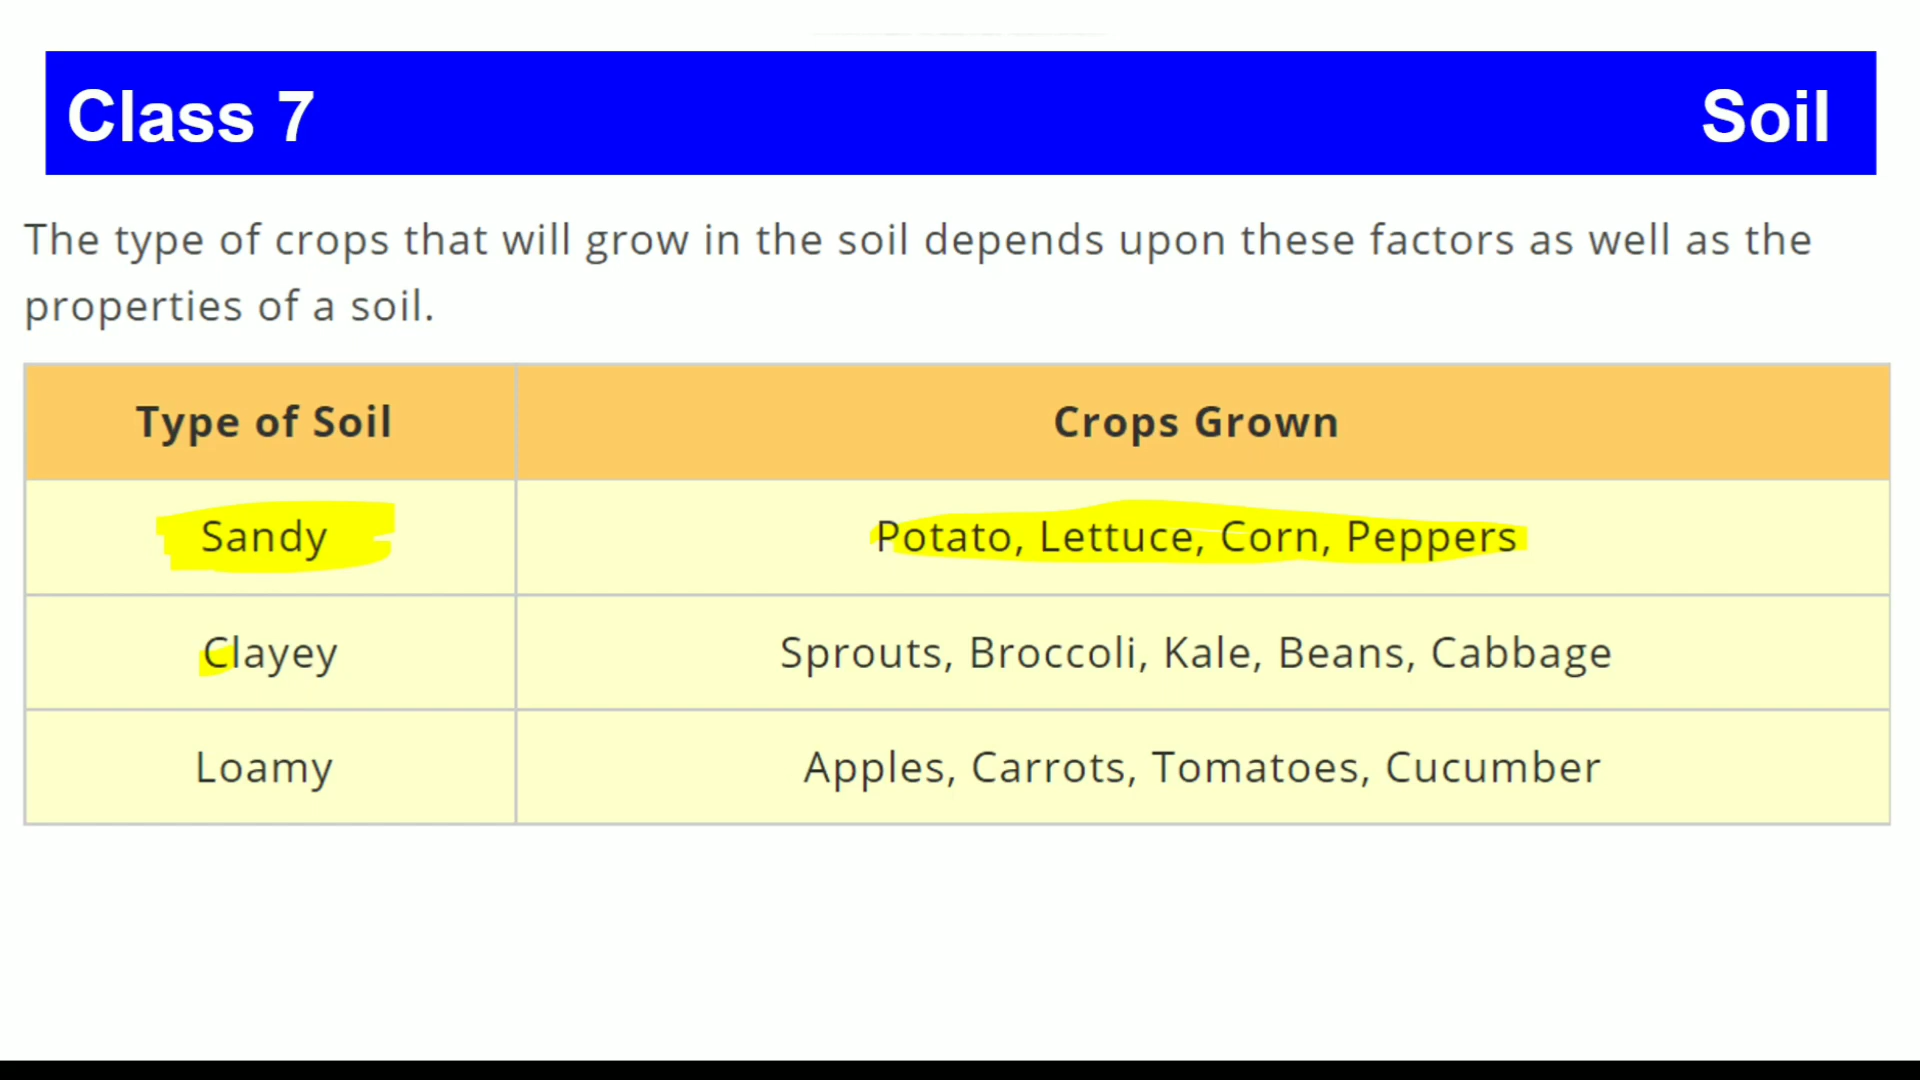 Class 7 Soil
The type of crops that will grow in the soil depends upon these factors as well as the
properties of a soil.
Type of Soil Crops Grown
Sandy Potato, Lettuce, Corn, Peppers
Clayey Sprouts, Broccoli, Kale, Beans, Cabbage
Loamy Apples, Carrots, Tomatoes, Cucumber